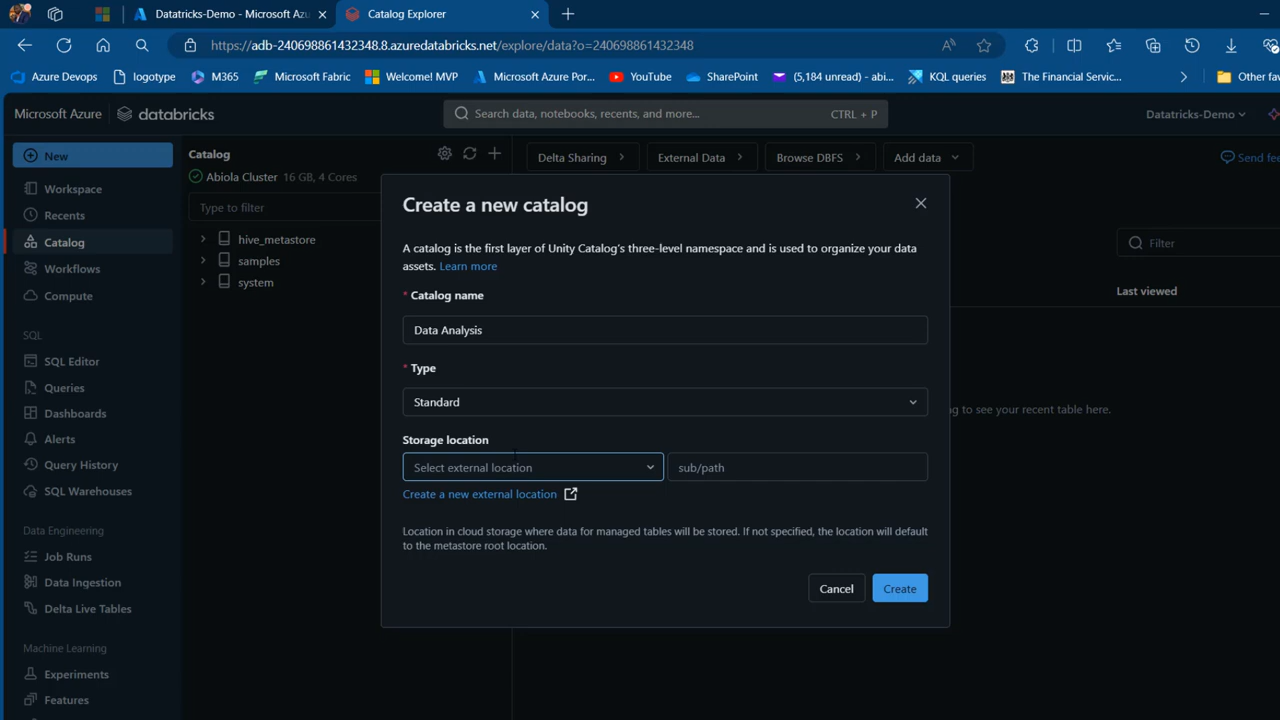 Datatricks-Demo - Microsoft Azu
Catalog Explorer
https://adb-240698861432348.8.azuredatabricks.net/explore/data?o=240698861432348
Azure Devops
logotype
M365
Microsoft Fabric
Welcome! MVP
Microsoft Azure Por...
YouTube
SharePoint
(5,184 unread) - abi...
KQL queries
The Financial Servic...
Other fav
Microsoft Azure
databricks
Search data, notebooks, recents, and more...
CTRL + P
Datatricks-Demo
New
Workspace
Recents
Catalog
Workflows
Compute
SQL
SQL Editor
Queries
Dashboards
Alerts
Query History
SQL Warehouses
Data Engineering
Job Runs
Data Ingestion
Delta Live Tables
Machine Learning
Experiments
Features
Catalog
Abiola Cluster 16 GB, 4 Cores
Type to filter
hive_metastore
samples
system
Delta Sharing
External Data
Browse DBFS
Add data
Send fee
Filter
Last viewed
g to see your recent table here.
Create a new catalog
A catalog is the first layer of Unity Catalog's three-level namespace and is used to organize your data
assets. Learn more
* Catalog name
Data Analysis
* Type
Standard
Storage location
Select external location
sub/path
Create a new external location
Location in cloud storage where data for managed tables will be stored. If not specified, the location will default
to the metastore root location.
Cancel
Create